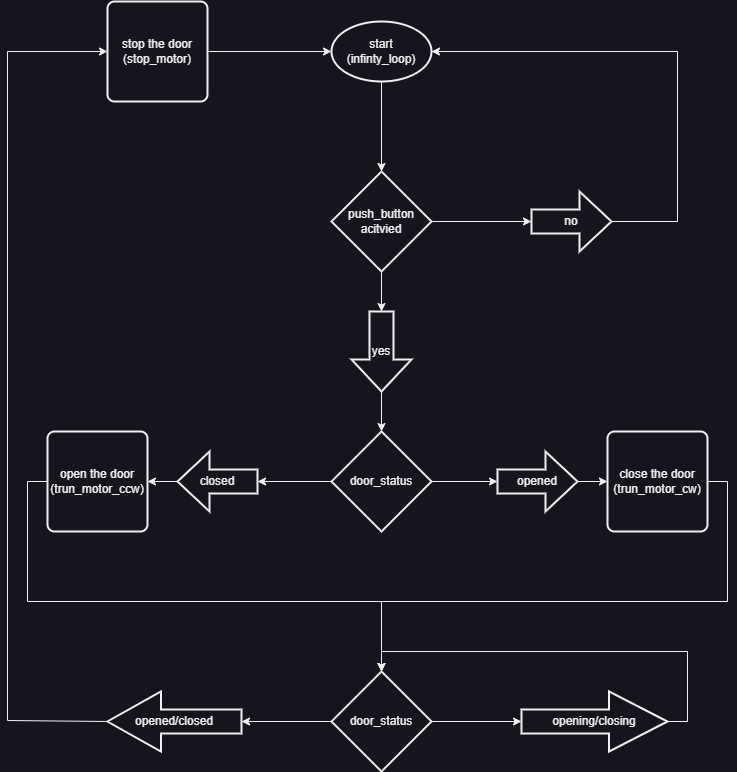 stop the door
(stop_motor)
start
(infinty_loop)
push_button
acitvied
no
yes
open the door
(trun_motor_ccw)
closed
door_status
opened
close the door
(trun_motor_cw)
opened/closed
door_status
opening/closing